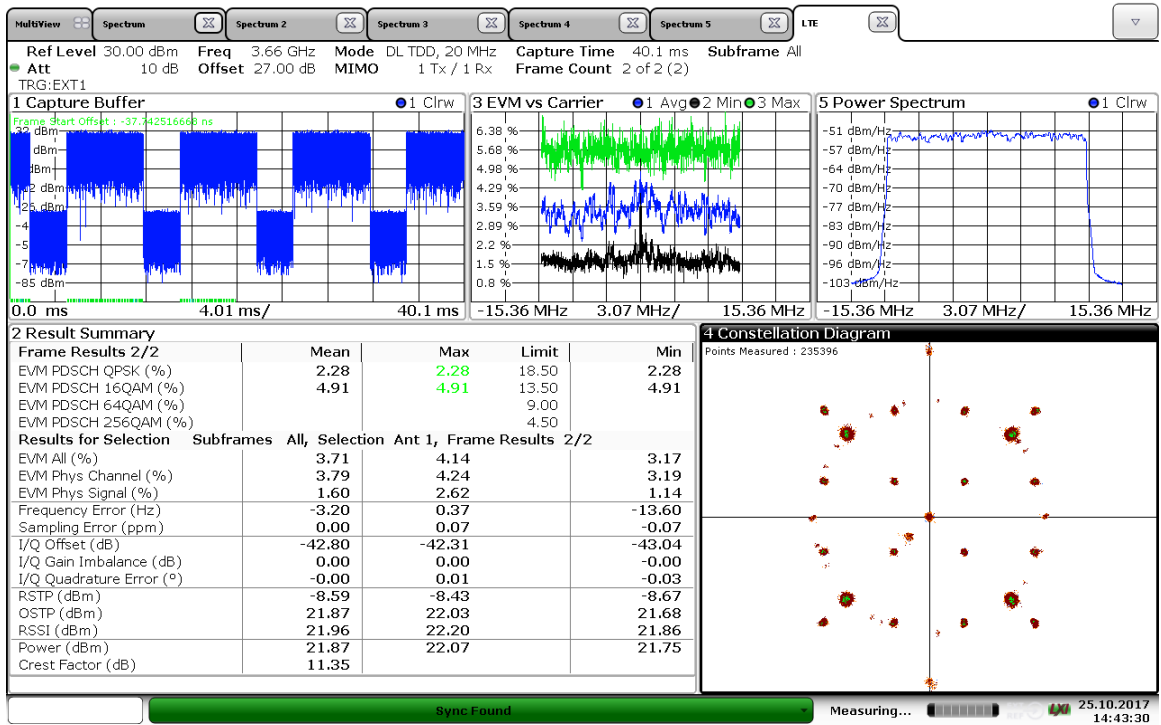 MultiView Spectrum Spectrum 2 Spectrum 3 Spectrum 4 Spectrum 5 LTE
Ref Level 30.00 dBm Freq 3.66 GHz Mode DL TDD, 20 MHz Capture Time 40.1 ms Subframe All
Att 10 dB Offset 27.00 dB MIMO 1 Tx / 1 Rx Frame Count 2 of 2 (2)
TRG:EXT1
1 Capture Buffer 1 Clrw
Frame Start Offset : -37.742516668 ns
dBm
dBm
dBm
dBm
dBm
-85 dBm
0.0 ms 4.01 ms/ 40.1 ms
3 EVM vs Carrier 1 Avg 2 Min 3 Max
6.38 %
5.68 %
4.98 %
4.29 %
3.59 %
2.89 %
2.2 %
1.5 %
0.8 %
-15.36 MHz 3.07 MHz/ 15.36 MHz
5 Power Spectrum 1 Clrw
-51 dBm/Hz
-57 dBm/Hz
-64 dBm/Hz
-70 dBm/Hz
-77 dBm/Hz
-83 dBm/Hz
-90 dBm/Hz
-96 dBm/Hz
-103 dBm/Hz
-15.36 MHz 3.07 MHz/ 15.36 MHz
2 Result Summary
Frame Results 2/2 Mean Max Limit Min
EVM PDSCH QPSK (%) 2.28 2.28 18.50 2.28
EVM PDSCH 16QAM (%) 4.91 4.91 13.50 4.91
EVM PDSCH 64QAM (%) 9.00
EVM PDSCH 256QAM (%) 4.50
Results for Selection Subframes All, Selection Ant 1, Frame Results 2/2
EVM All (%) 3.71 4.14 3.17
EVM Phys Channel (%) 3.79 4.24 3.19
EVM Phys Signal (%) 1.60 2.62 1.14
Frequency Error (Hz) -3.20 0.37 -13.60
Sampling Error (ppm) 0.00 0.07 -0.07
I/Q Offset (dB) -42.80 -42.31 -43.04
I/Q Gain Imbalance (dB) 0.00 0.00 -0.00
I/Q Quadrature Error (°) -0.00 0.01 -0.03
RSTP (dBm) -8.59 -8.43 -8.67
OSTP (dBm) 21.87 22.03 21.68
RSSI (dBm) 21.96 22.20 21.86
Power (dBm) 21.87 22.07 21.75
Crest Factor (dB) 11.35
4 Constellation Diagram
Points Measured : 235396
Sync Found Measuring... LXI 25.10.2017
14:43:30